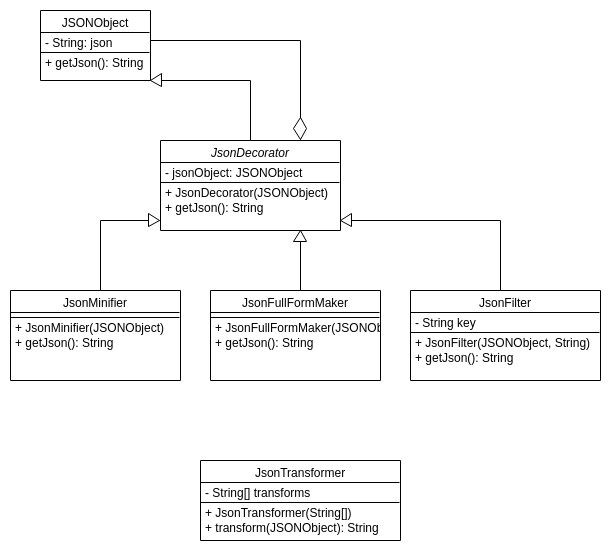 JSONObject
- String: json
+ getJson(): String
JsonDecorator
- jsonObject: JSONObject
+ JsonDecorator(JSONObject)
+ getJson(): String
JsonMinifier
+ JsonMinifier(JSONObject)
+ getJson(): String
JsonFullFormMaker
+ JsonFullFormMaker(JSONOb
+ getJson(): String
JsonFilter
- String key
+ JsonFilter(JSONObject, String)
+ getJson(): String
JsonTransformer
- String[] transforms
+ JsonTransformer(String[])
+ transform(JSONObject): String